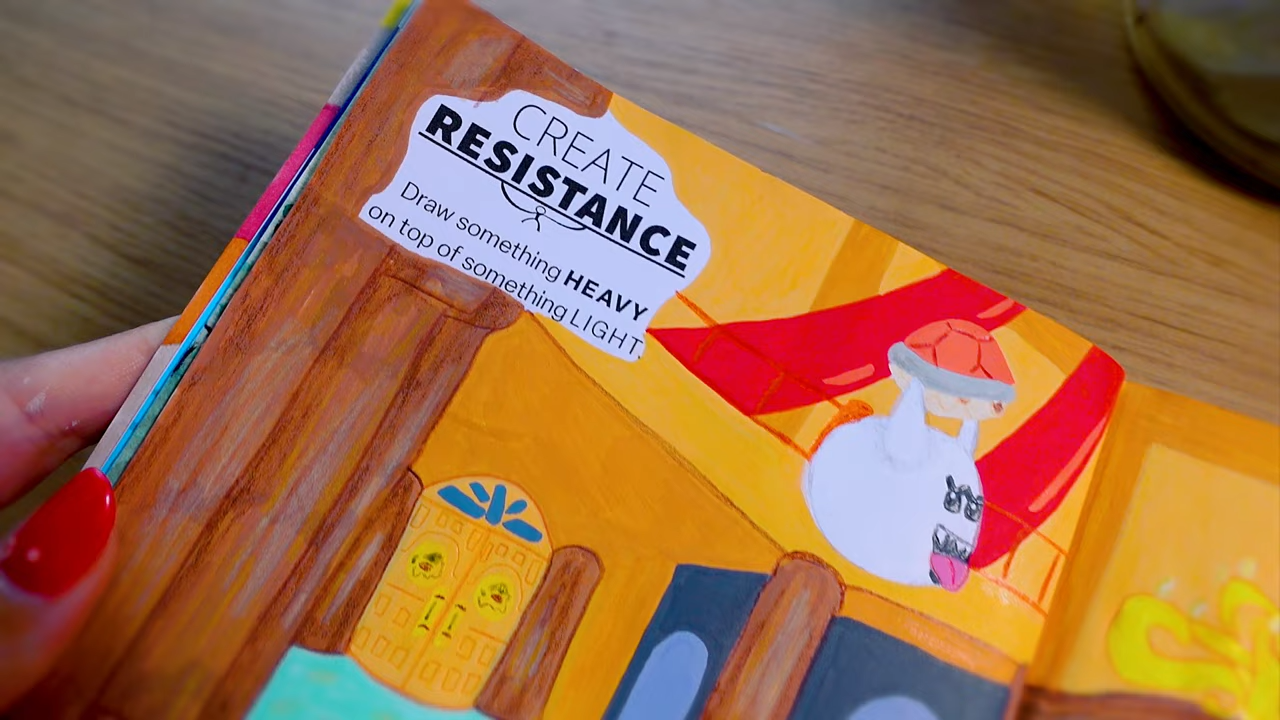 CREATE
RESISTANCE
Draw something HEAVY
on top of something LIGHT.